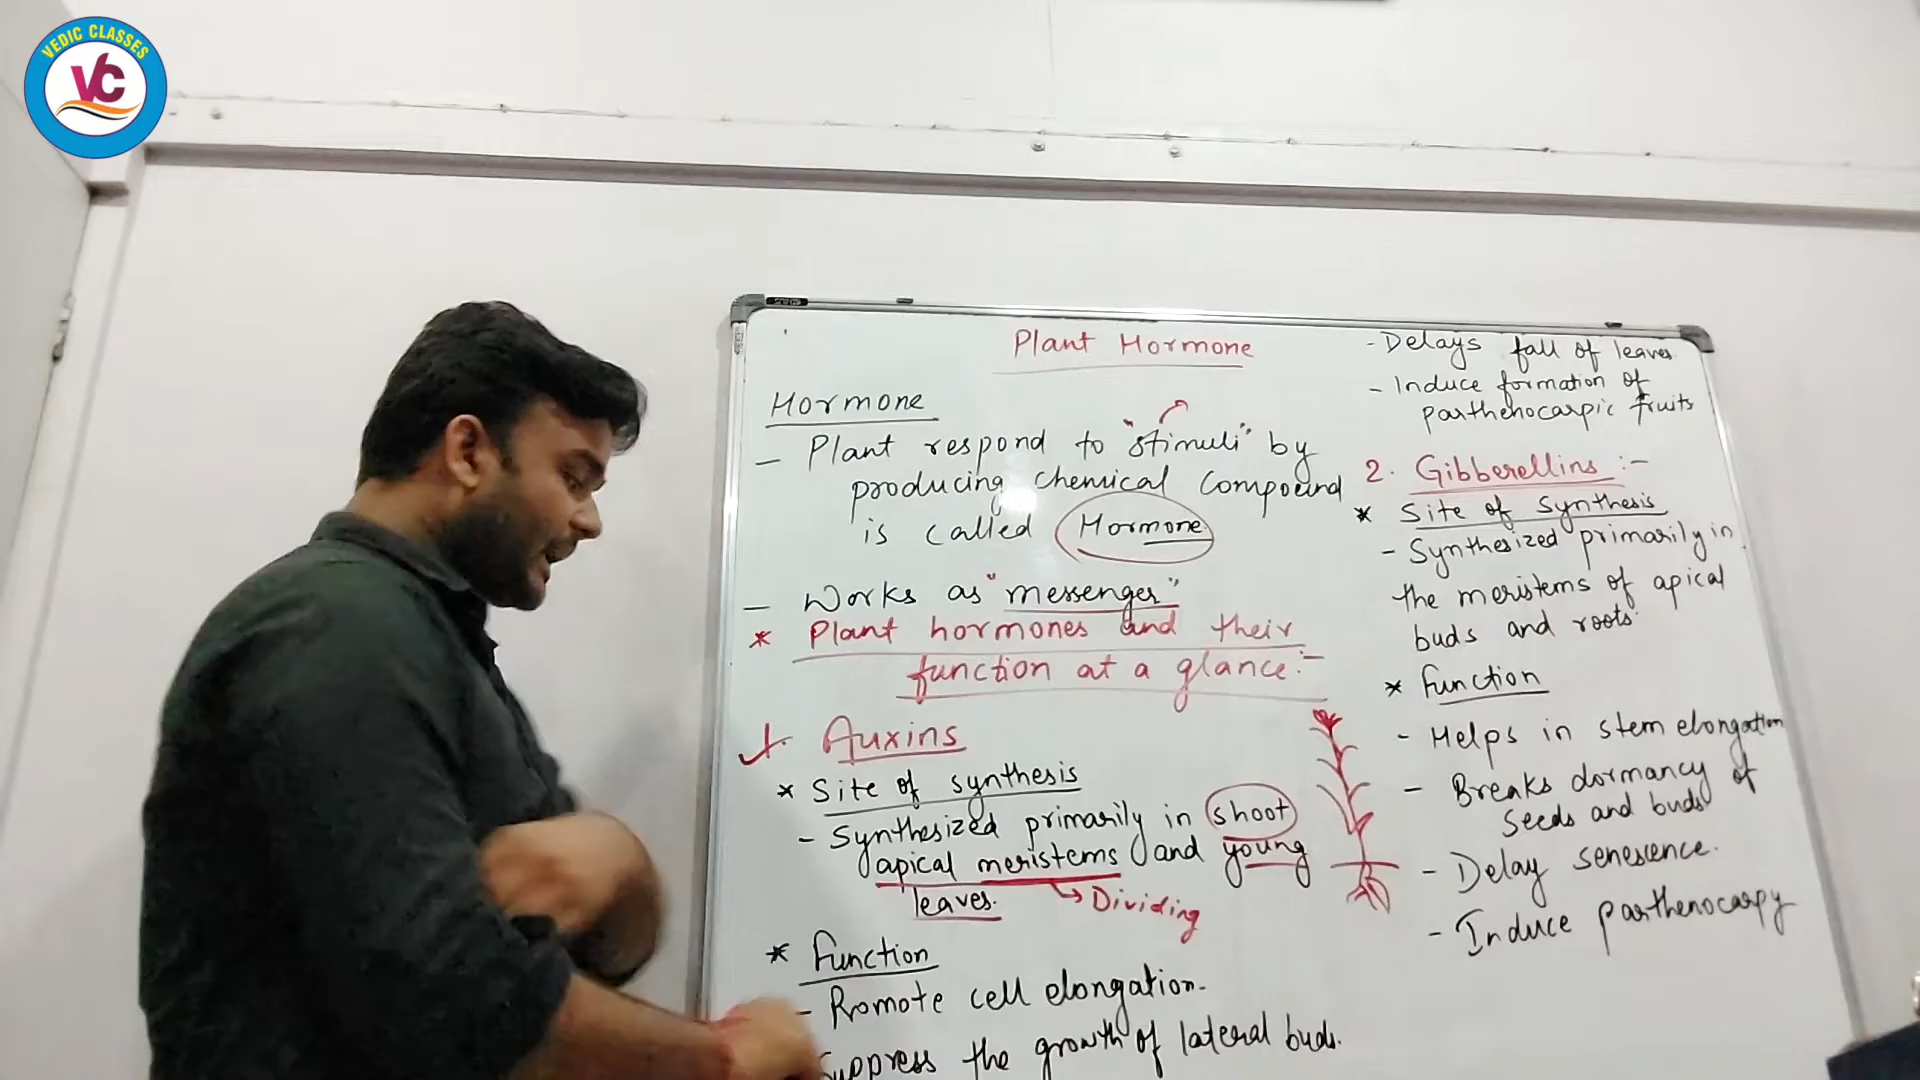 VEDIC CLASSES
VC
Plant Hormone
Hormone
- Plant respond to "stimuli" by
producing chemical compound
is called Hormone
- Works as "messenger"
* Plant hormones and their
function at a glance:-
1. Auxins
* Site of synthesis
- Synthesized primarily in shoot
apical meristems and young
leaves.
→ Dividing
* Function
- Promote cell elongation.
Suppress the growth of lateral buds.
- Delays fall of leaves
- Induce formation of
parthenocarpic fruits
2. Gibberellins :-
* Site of synthesis
- Synthesized primarily in
the meristems of apical
buds and roots.
* Function
- Helps in stem elongation
- Breaks dormancy of
seeds and buds
- Delay senescence.
- Induce parthenocarpy